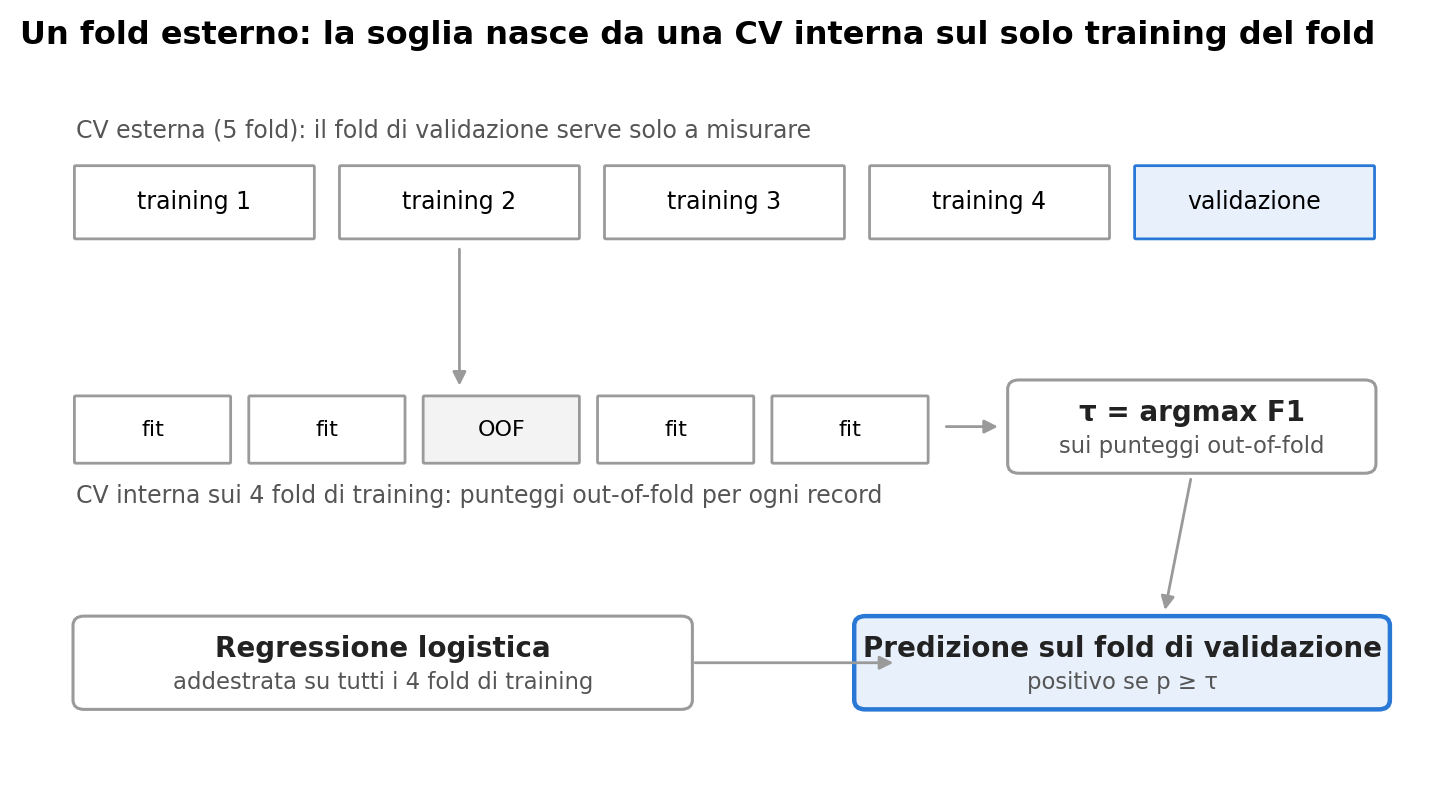 Un fold esterno: la soglia nasce da una CV interna sul solo training del fold
CV esterna (5 fold): il fold di validazione serve solo a misurare
training 1
training 2
training 3
training 4
validazione
fit
fit
OOF
fit
fit
τ = argmax F1
sui punteggi out-of-fold
CV interna sui 4 fold di training: punteggi out-of-fold per ogni record
Regressione logistica
addestrata su tutti i 4 fold di training
Predizione sul fold di validazione
positivo se p ≥ τ